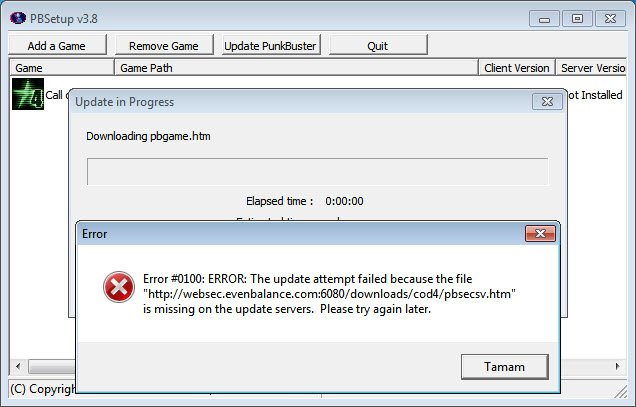 PBSetup v3.8
Add a Game Remove Game Update PunkBuster Quit
Game Game Path Client Version Server Versio
Call ot Installed
Update in Progress
Downloading pbgame.htm
Elapsed time : 0:00:00
Error
Error #0100: ERROR: The update attempt failed because the file
"http://websec.evenbalance.com:6080/downloads/cod4/pbsecsv.htm"
is missing on the update servers. Please try again later.
Tamam
(C) Copyright